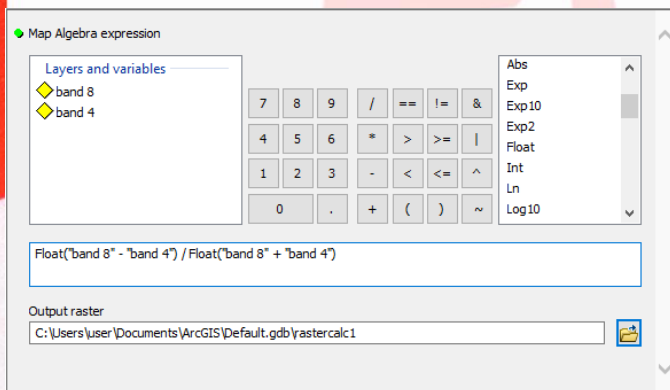 Map Algebra expression
Layers and variables
band 8
band 4
7 8 9 / == != &
4 5 6 * > >= |
1 2 3 - < <= ^
0 . + ( ) ~
Abs
Exp
Exp10
Exp2
Float
Int
Ln
Log10
Float("band 8" - "band 4") / Float("band 8" + "band 4")
Output raster
C:\Users\user\Documents\ArcGIS\Default.gdb\rastercalc1